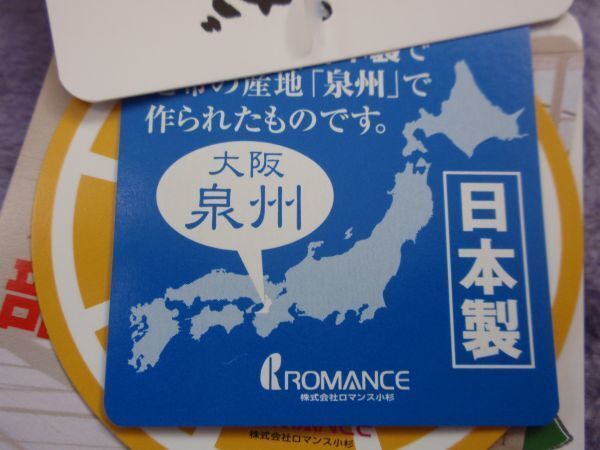 製で
の産地「泉州」で
作られたものです。
大阪
泉州
日本製
ROMANCE
株式会社ロマンス小杉
株式会社ロマンス小杉